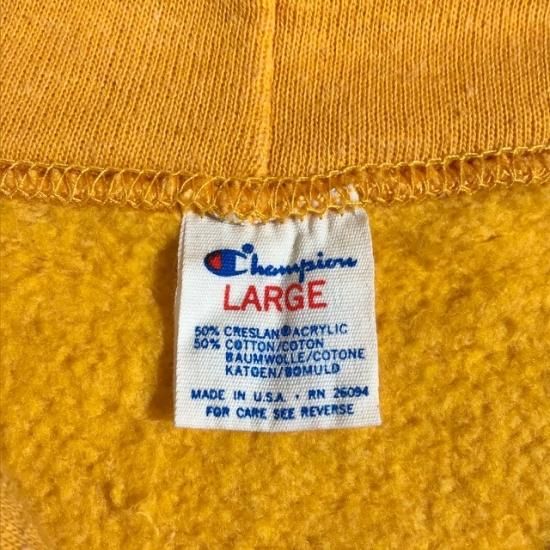 Champion
LARGE
50% CRESLAN® ACRYLIC
50% COTTON/COTON
BAUMWOLLE/COTONE
KATOEN/BOMULD
MADE IN U.S.A. • RN 26094
FOR CARE SEE REVERSE